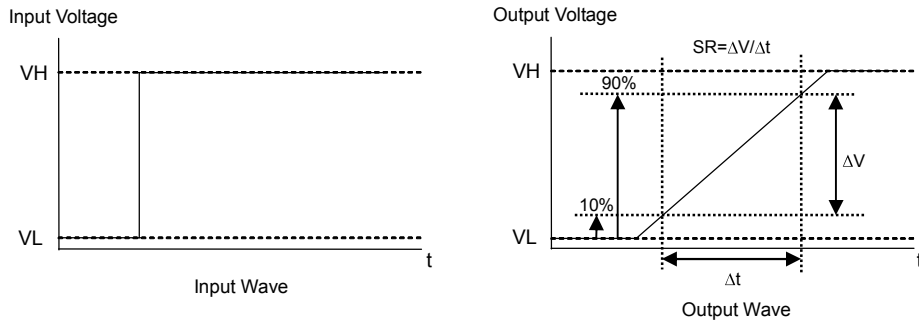 Input Voltage
VH
VL
t
Input Wave
Output Voltage
SR=ΔV/Δt
VH
90%
ΔV
10%
VL
t
Δt
Output Wave